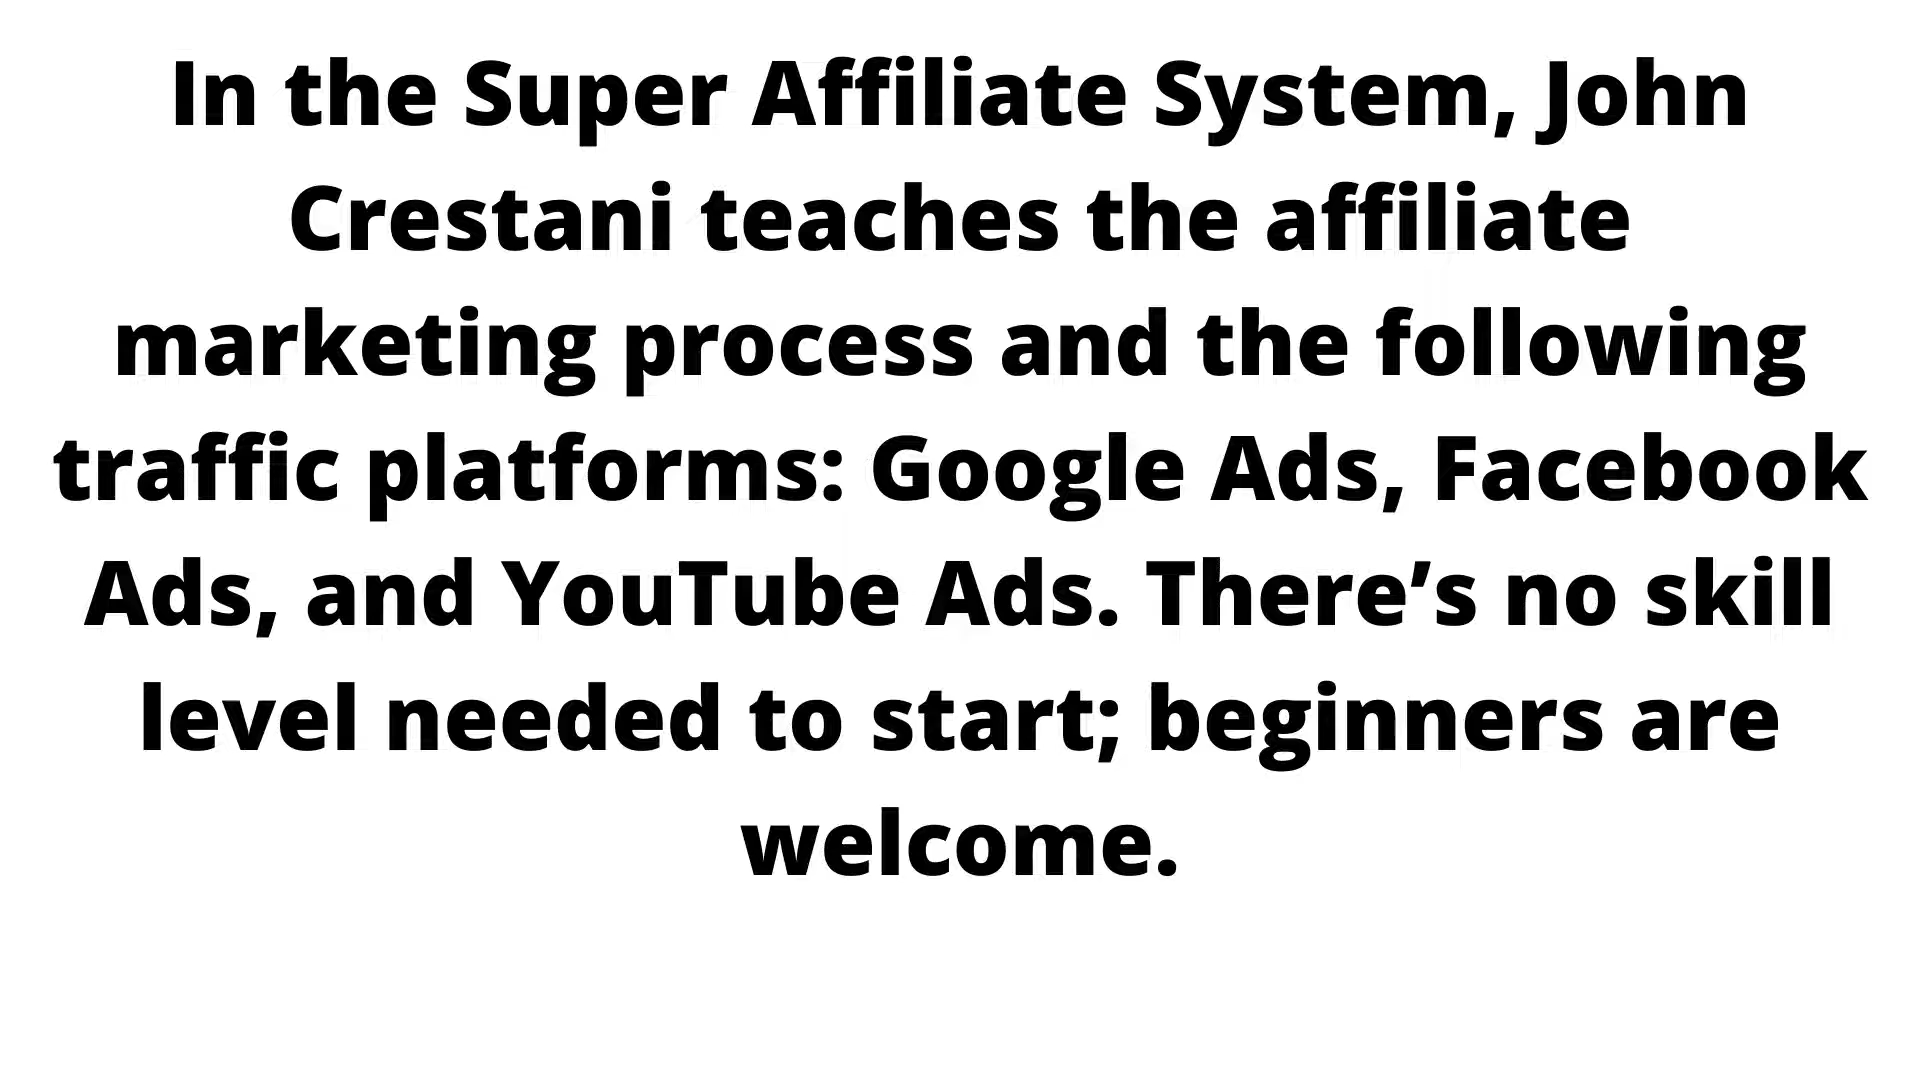 In the Super Affiliate System, John
Crestani teaches the affiliate
marketing process and the following
traffic platforms: Google Ads, Facebook
Ads, and YouTube Ads. There’s no skill
level needed to start; beginners are
welcome.